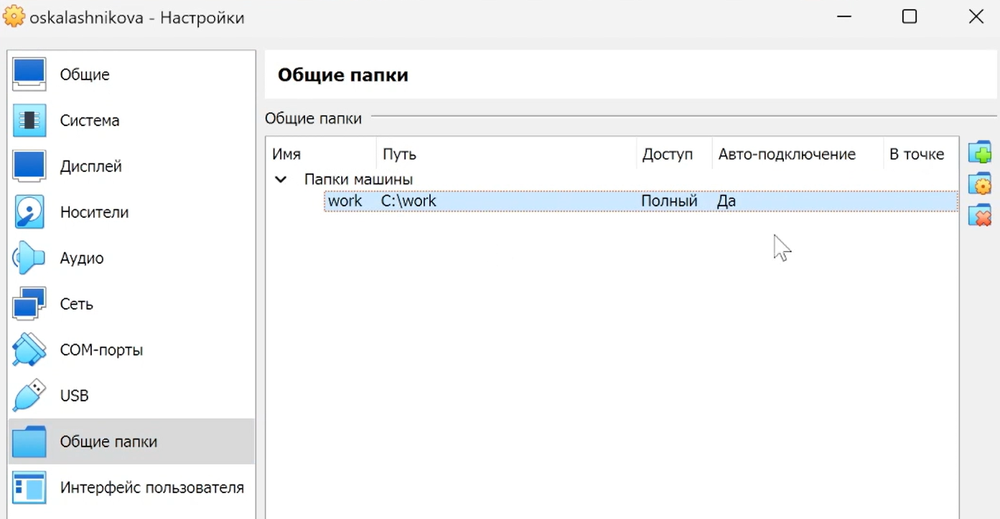 oskalashnikova - Настройки
Общие
Система
Дисплей
Носители
Аудио
Сеть
COM-порты
USB
Общие папки
Интерфейс пользователя
Общие папки
Общие папки
Имя Путь Доступ Авто-подключение В точке
Папки машины
work C:\work Полный Да